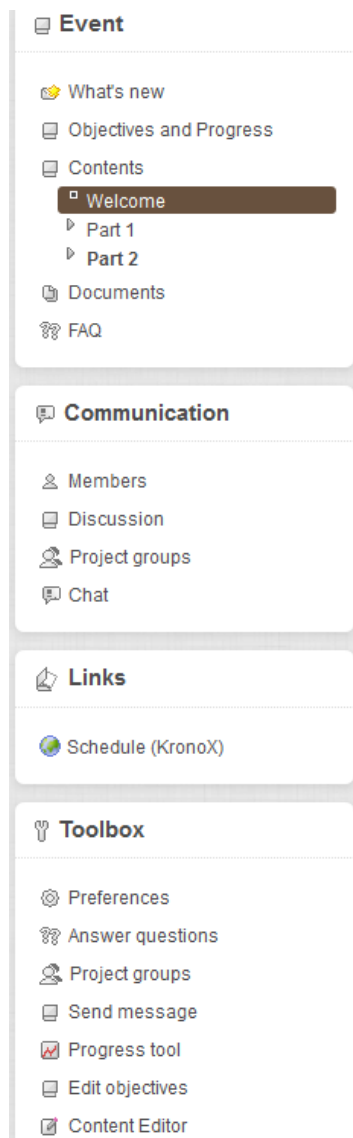 Event
What's new
Objectives and Progress
Contents
Welcome
Part 1
Part 2
Documents
FAQ
Communication
Members
Discussion
Project groups
Chat
Links
Schedule (KronoX)
Toolbox
Preferences
Answer questions
Project groups
Send message
Progress tool
Edit objectives
Content Editor